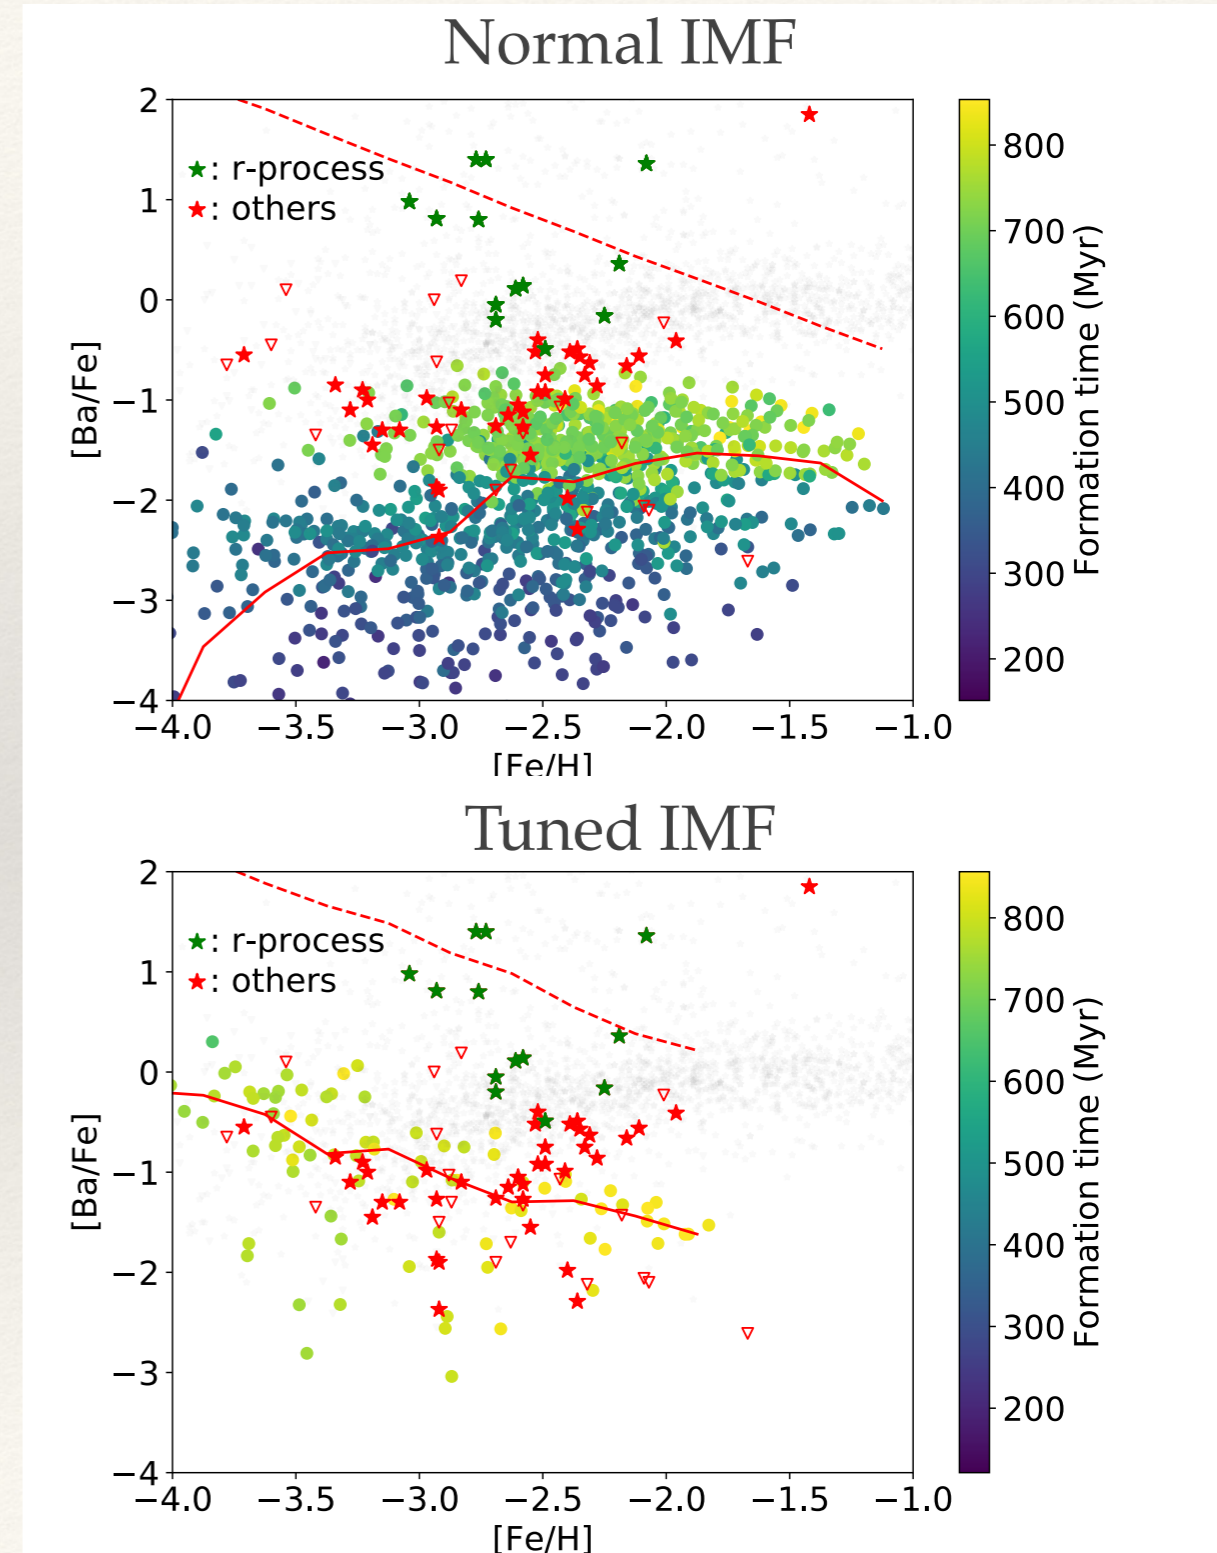 Normal IMF
2
1
0
−1
−2
−3
−4
[Ba/Fe]
★: r-process
★: others
−4.0 −3.5 −3.0 −2.5 −2.0 −1.5 −1.0
[Fe/H]
800
700
600
500
400
300
200
Formation time (Myr)
Tuned IMF
2
1
0
−1
−2
−3
−4
[Ba/Fe]
★: r-process
★: others
−4.0 −3.5 −3.0 −2.5 −2.0 −1.5 −1.0
[Fe/H]
800
700
600
500
400
300
200
Formation time (Myr)